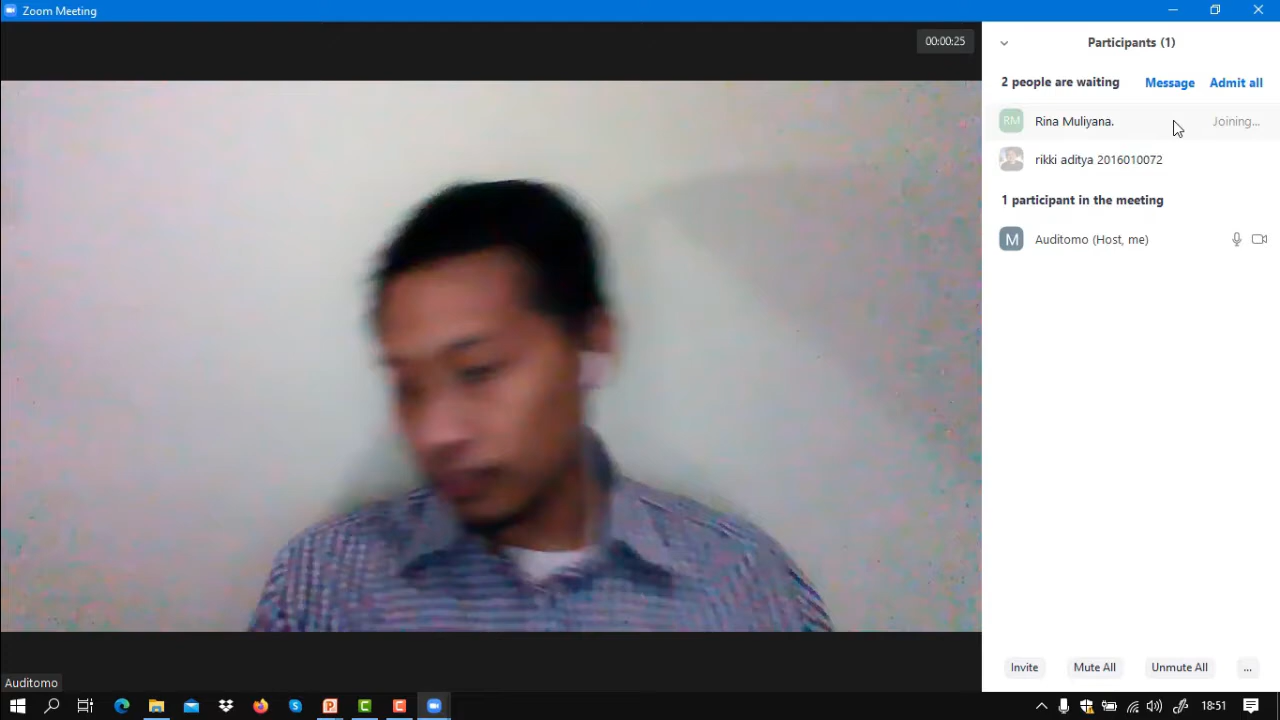 Zoom Meeting
00:00:25
Participants (1)
2 people are waiting Message Admit all
RM Rina Muliyana. Joining...
rikki aditya 2016010072
1 participant in the meeting
M Auditomo (Host, me)
Auditomo
Invite Mute All Unmute All ...
18:51